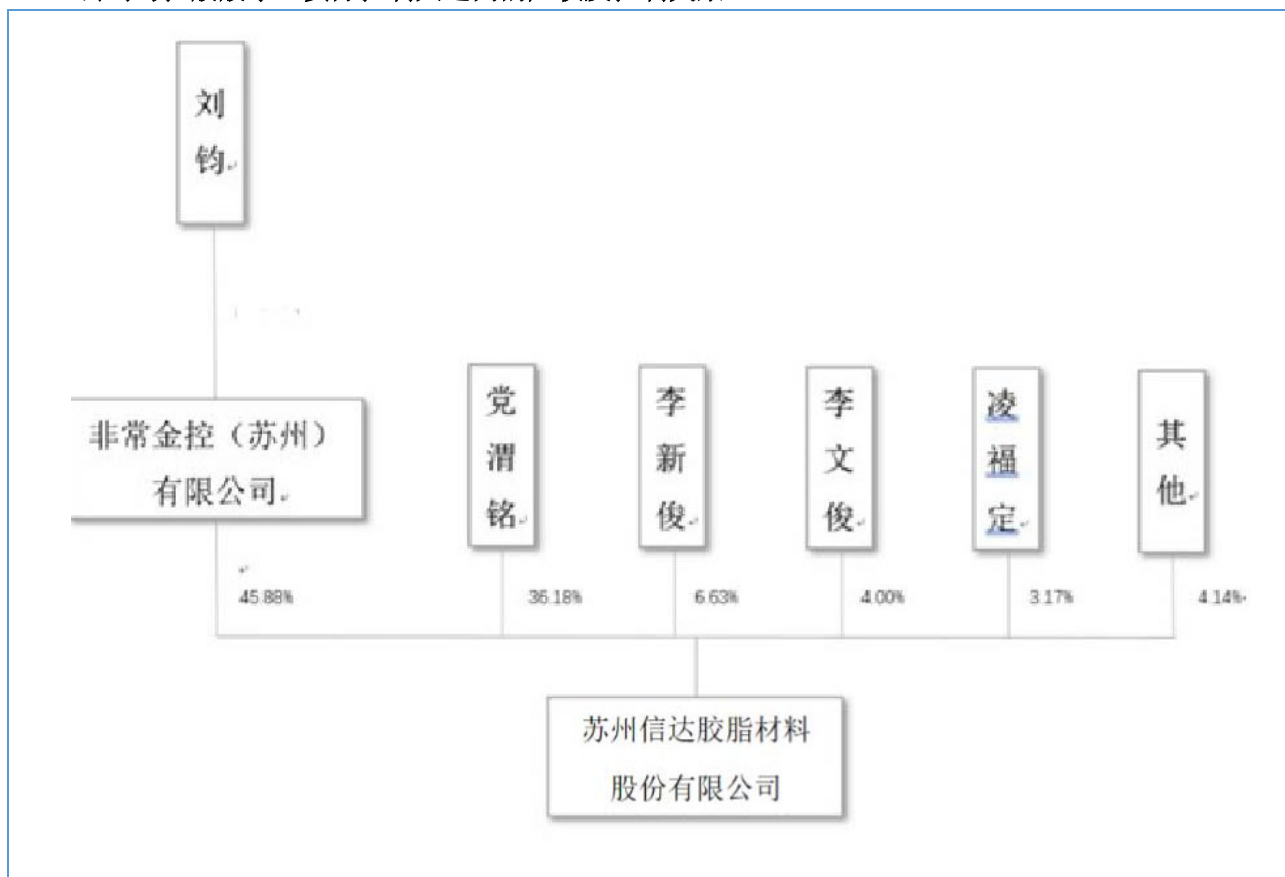 刘
钧
非常金控（苏州）
有限公司
党
渭
铭
李
新
俊
李
文
俊
凌
福
定
其
他
45.88%
36.18%
6.63%
4.00%
3.17%
4.14%
苏州信达胶脂材料
股份有限公司